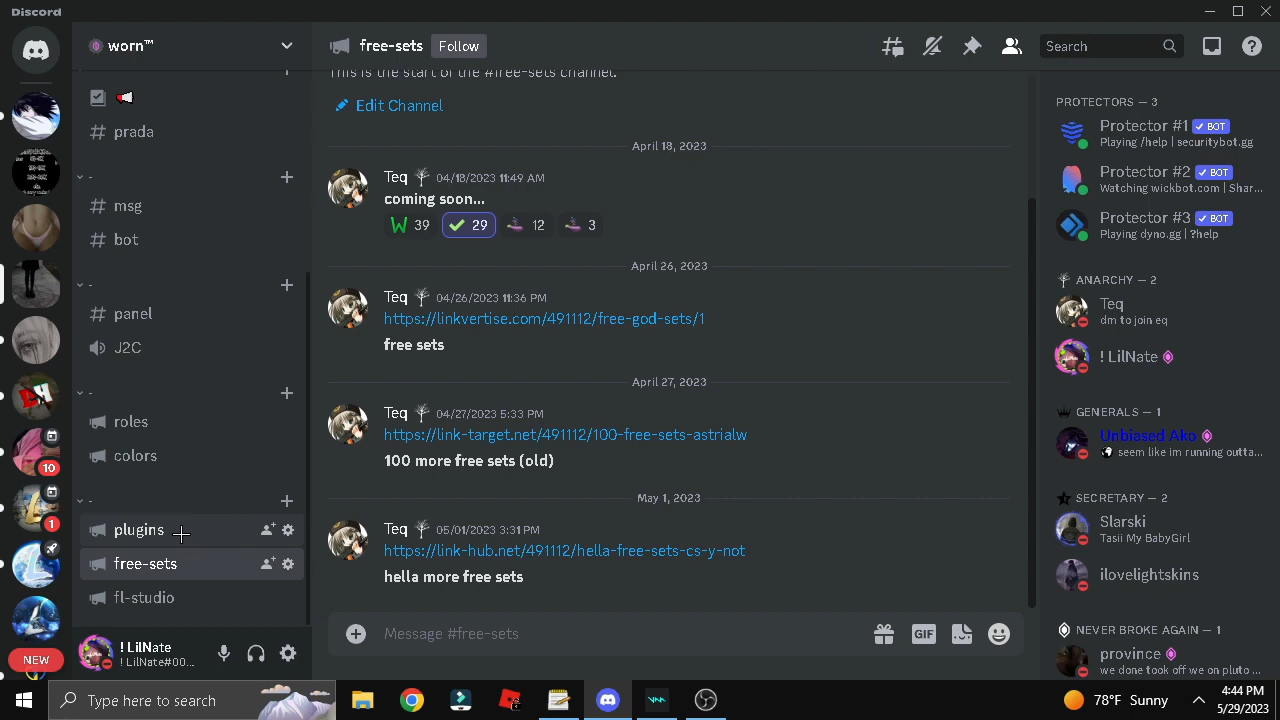 Discord
worn™
prada
-
msg
bot
-
panel
J2C
-
roles
colors
-
plugins
free-sets
fl-studio
10
1
NEW
! LilNate
! LilNate#00...
free-sets
Follow
Search
This is the start of the #free-sets channel.
Edit Channel
April 18, 2023
Teq 04/18/2023 11:49 AM
coming soon...
W 39 29 12 3
April 26, 2023
Teq 04/26/2023 11:36 PM
https://linkvertise.com/491112/free-god-sets/1
free sets
April 27, 2023
Teq 04/27/2023 5:33 PM
https://link-target.net/491112/100-free-sets-astrialw
100 more free sets (old)
May 1, 2023
Teq 05/01/2023 3:31 PM
https://link-hub.net/491112/hella-free-sets-cs-y-not
hella more free sets
Message #free-sets
GIF
PROTECTORS — 3
Protector #1 ✓ BOT
Playing /help | securitybot.gg
Protector #2 ✓ BOT
Watching wickbot.com | Shar...
Protector #3 ✓ BOT
Playing dyno.gg | ?help
ANARCHY — 2
Teq
dm to join eq
! LilNate
GENERALS — 1
Unbiased Ako
seem like im running outta...
SECRETARY — 2
Slarski
Tasii My BabyGirl
ilovelightskins
NEVER BROKE AGAIN — 1
province
we done took off we on pluto ...
Type here to search
78°F Sunny
4:44 PM
5/29/2023